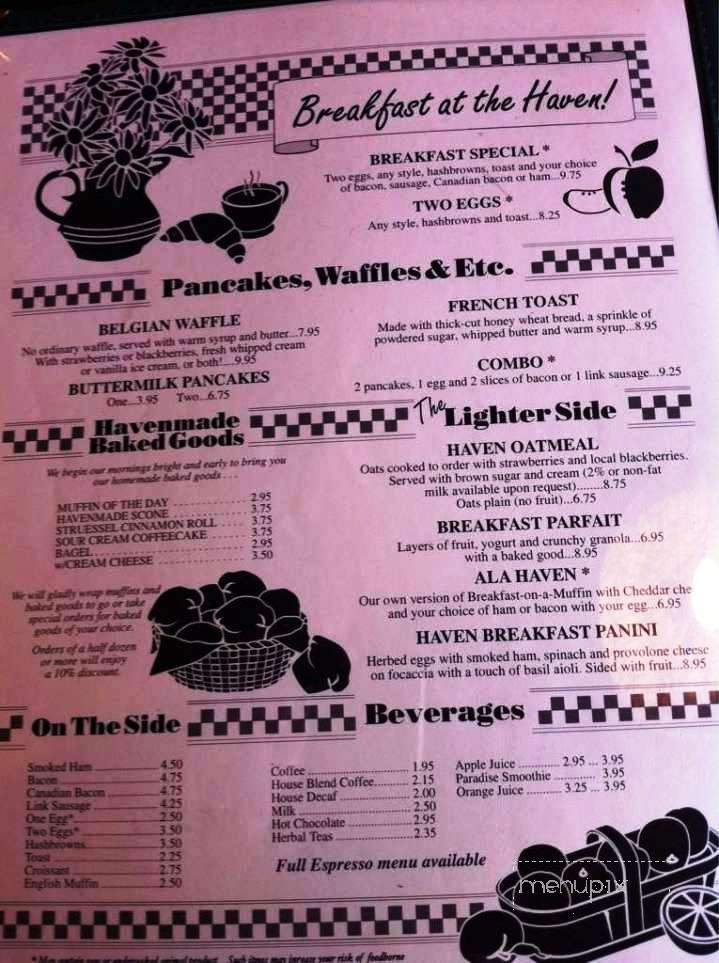 Breakfast at the Haven!
BREAKFAST SPECIAL *
Two eggs, any style, hashbrowns, toast and your choice
of bacon, sausage, Canadian bacon or ham...9.75
TWO EGGS *
Any style, hashbrowns and toast...8.25
Pancakes, Waffles & Etc.
BELGIAN WAFFLE
No ordinary waffle, served with warm syrup and butter...7.95
With strawberries or blackberries, fresh whipped cream
or vanilla ice cream, or both!....9.95
BUTTERMILK PANCAKES
One...3.95 Two...6.75
FRENCH TOAST
Made with thick-cut honey wheat bread, a sprinkle of
powdered sugar, whipped butter and warm syrup...8.95
COMBO *
2 pancakes, 1 egg and 2 slices of bacon or 1 link sausage...9.25
Havenmade
Baked Goods
We begin our mornings bright and early to bring you
our homemade baked goods . . .
MUFFIN OF THE DAY 2.95
HAVENMADE SCONE 3.75
STRUESSEL CINNAMON ROLL 3.75
SOUR CREAM COFFEECAKE 3.75
BAGEL 2.95
w/CREAM CHEESE 3.50
We will gladly wrap muffins and
baked goods to go or take
special orders for baked
goods of your choice.
Orders of a half dozen
or more will enjoy
a 10% discount.
The Lighter Side
HAVEN OATMEAL
Oats cooked to order with strawberries and local blackberries.
Served with brown sugar and cream (2% or non-fat
milk available upon request)........8.75
Oats plain (no fruit)...6.75
BREAKFAST PARFAIT
Layers of fruit, yogurt and crunchy granola...6.95
with a baked good...8.95
ALA HAVEN *
Our own version of Breakfast-on-a-Muffin with Cheddar che
and your choice of ham or bacon with your egg...6.95
HAVEN BREAKFAST PANINI
Herbed eggs with smoked ham, spinach and provolone cheese
on focaccia with a touch of basil aioli. Sided with fruit...8.95
On The Side
Smoked Ham 4.50
Bacon 4.75
Canadian Bacon 4.75
Link Sausage 4.25
One Egg* 2.50
Two Eggs* 3.50
Hashbrowns 3.50
Toast 2.25
Croissant 2.75
English Muffin 2.50
Beverages
Coffee 1.95
House Blend Coffee 2.15
House Decaf 2.00
Milk 2.50
Hot Chocolate 2.95
Herbal Teas 2.35
Apple Juice 2.95 ... 3.95
Paradise Smoothie 3.95
Orange Juice 3.25 ... 3.95
Full Espresso menu available
menupix
* May contain raw or undercooked animal product. Such items may increase your risk of foodborne